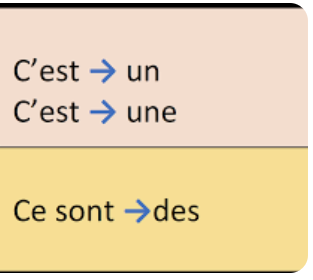 C’est → un
C’est → une
Ce sont →des